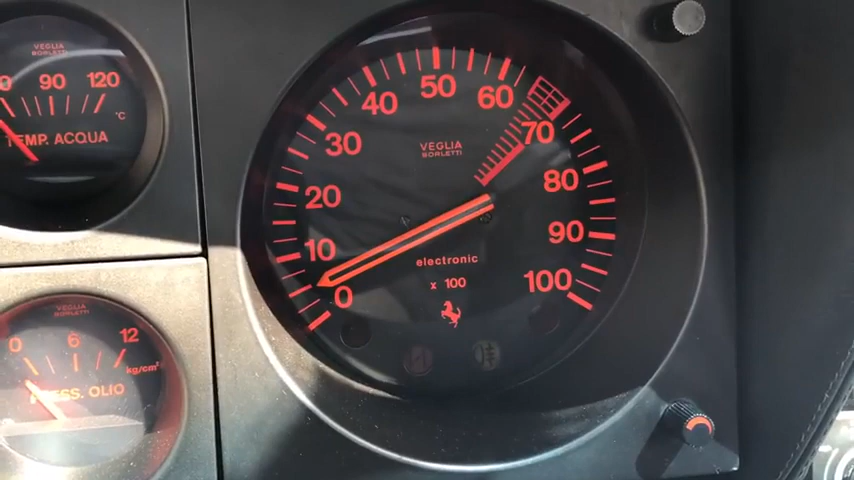 VEGLIA
BORLETTI
0 90 120
°C
TEMP. ACQUA
VEGLIA
BORLETTI
0 6 12
kg/cm²
PRESS. OLIO
0
10
20
30
40
50
60
70
80
90
100
VEGLIA
BORLETTI
electronic
x 100